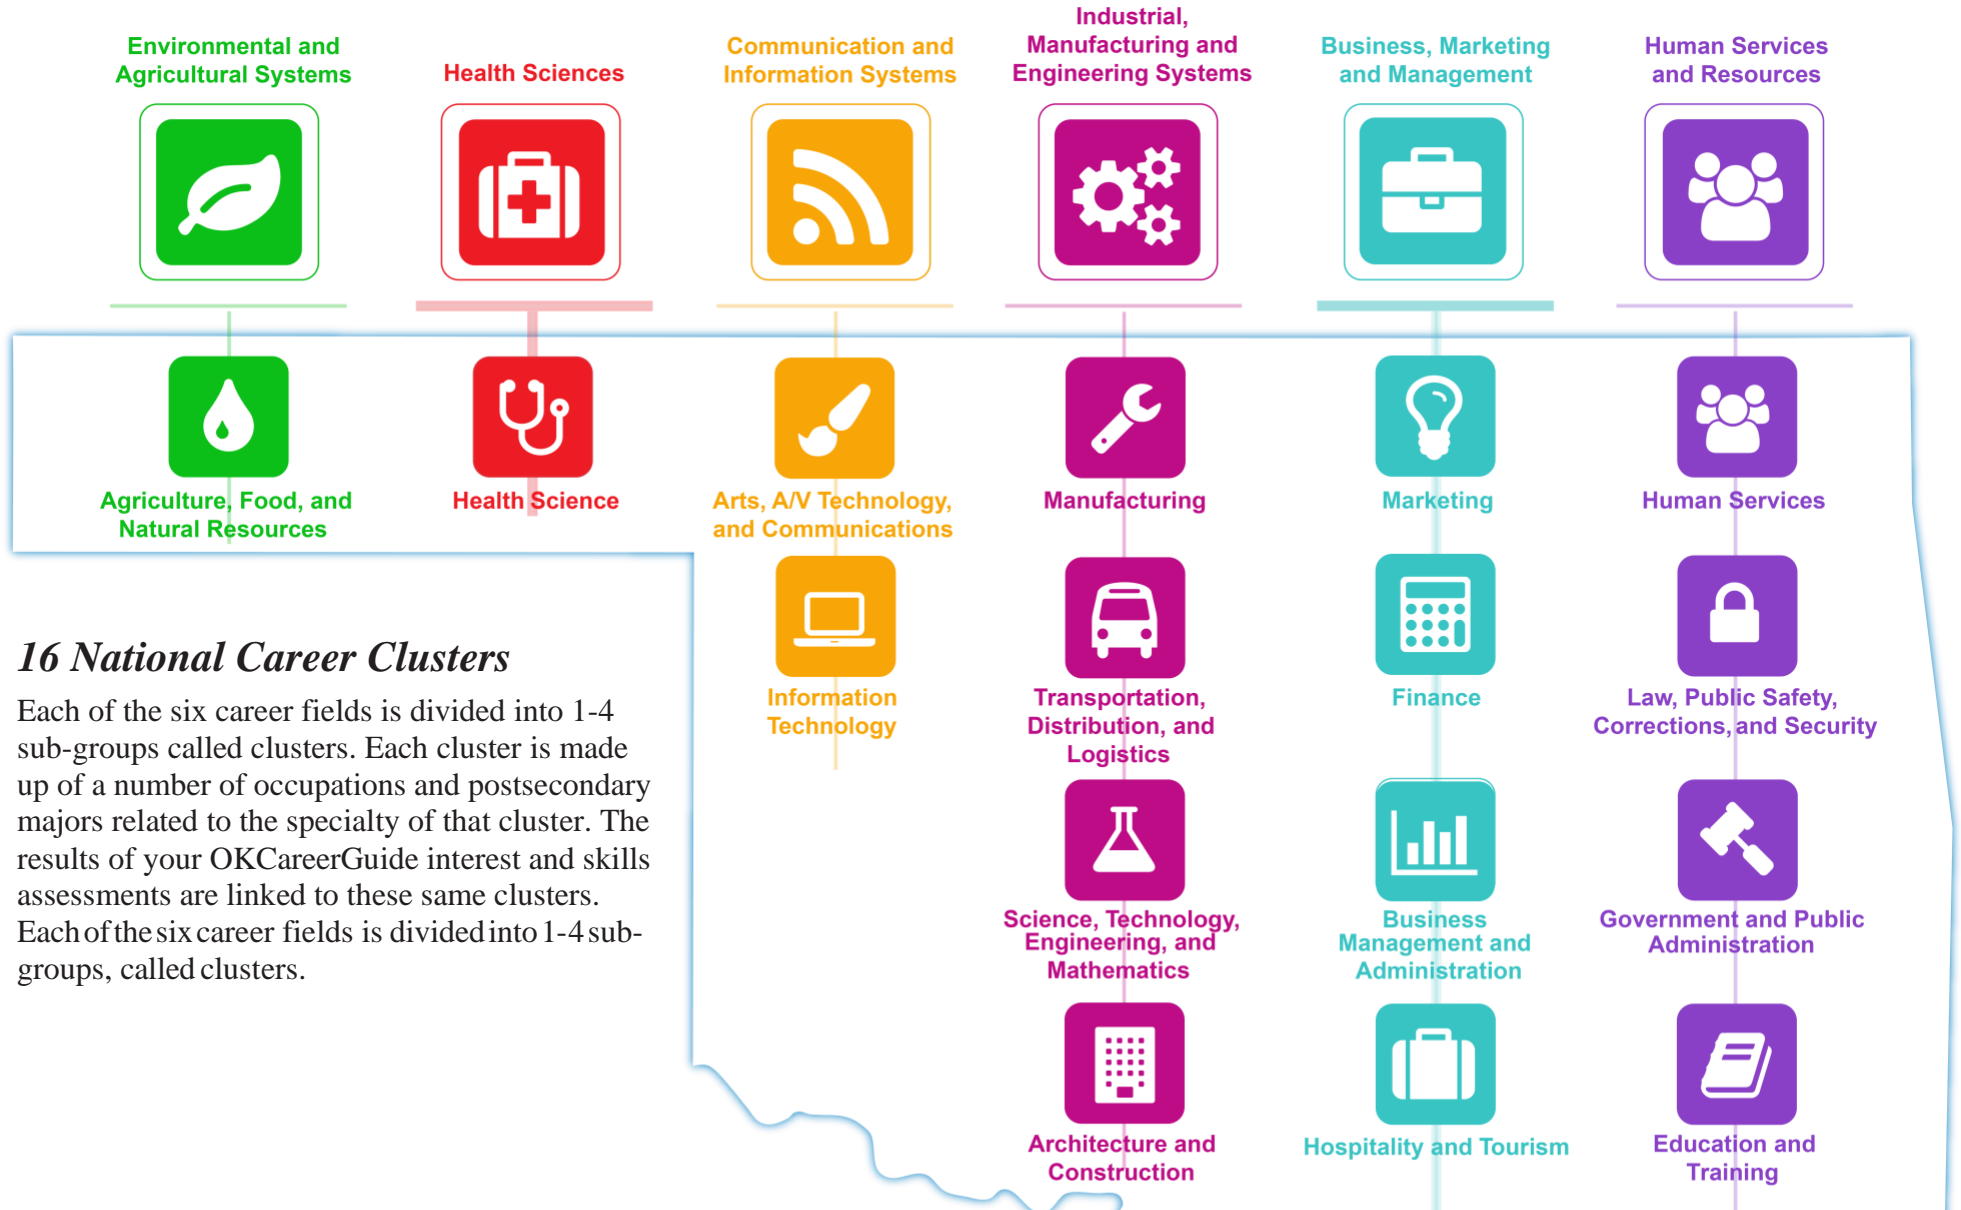 Environmental and
Agricultural Systems
Health Sciences
Communication and
Information Systems
Industrial,
Manufacturing and
Engineering Systems
Business, Marketing
and Management
Human Services
and Resources
Agriculture, Food, and
Natural Resources
Health Science
Arts, A/V Technology,
and Communications
Manufacturing
Marketing
Human Services
Information
Technology
Transportation,
Distribution, and
Logistics
Finance
Law, Public Safety,
Corrections, and Security
Science, Technology,
Engineering, and
Mathematics
Business
Management and
Administration
Government and Public
Administration
Architecture and
Construction
Hospitality and Tourism
Education and
Training
16 National Career Clusters
Each of the six career fields is divided into 1-4
sub-groups called clusters. Each cluster is made
up of a number of occupations and postsecondary
majors related to the specialty of that cluster. The
results of your OKCareerGuide interest and skills
assessments are linked to these same clusters.
Each of the six career fields is divided into 1-4 sub-
groups, called clusters.